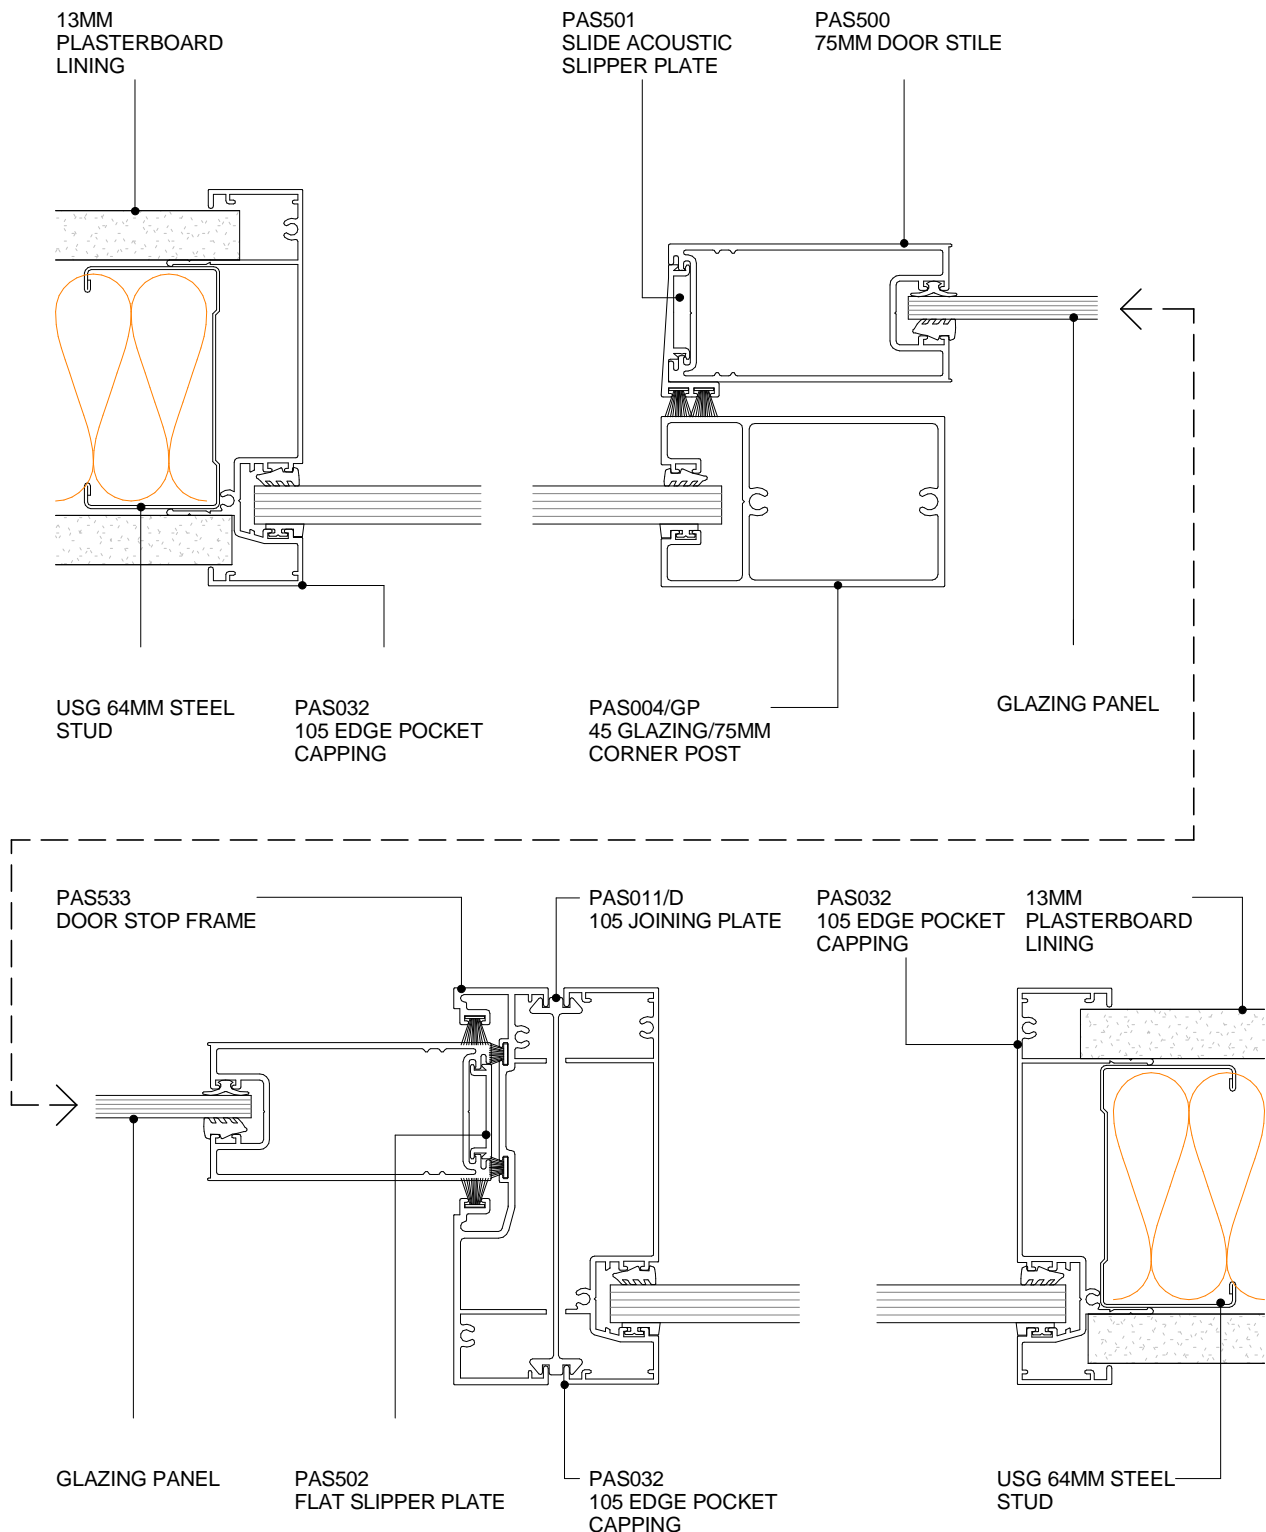 13MM
PLASTERBOARD
LINING
PAS501
SLIDE ACOUSTIC
SLIPPER PLATE
PAS500
75MM DOOR STILE
USG 64MM STEEL
STUD
PAS032
105 EDGE POCKET
CAPPING
PAS004/GP
45 GLAZING/75MM
CORNER POST
GLAZING PANEL
PAS533
DOOR STOP FRAME
PAS011/D
105 JOINING PLATE
PAS032
105 EDGE POCKET
CAPPING
13MM
PLASTERBOARD
LINING
GLAZING PANEL
PAS502
FLAT SLIPPER PLATE
PAS032
105 EDGE POCKET
CAPPING
USG 64MM STEEL
STUD